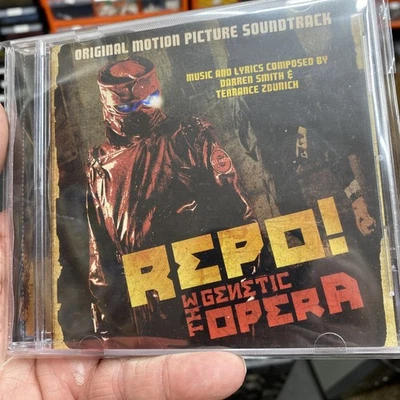 ORIGINAL MOTION PICTURE SOUNDTRACK
MUSIC AND LYRICS COMPOSED BY
DARREN SMITH &
TERRANCE ZDUNICH
REPO!
THE GENETIC
OPERA